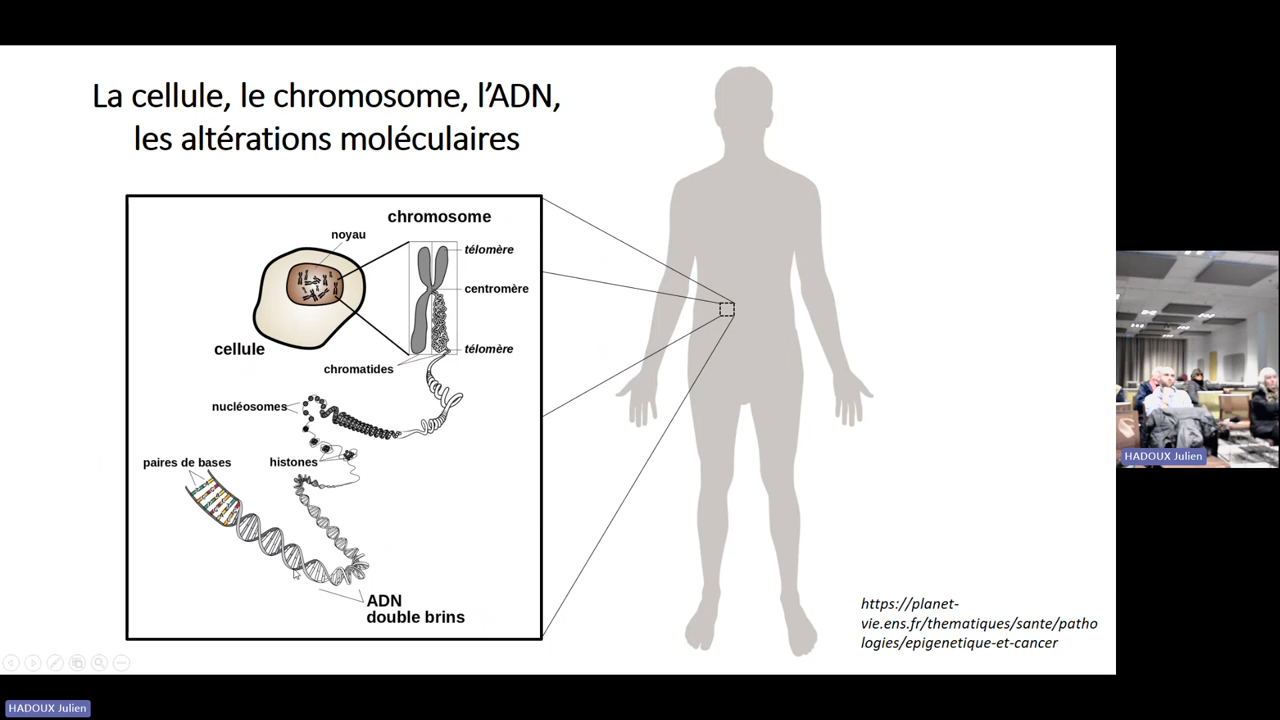 La cellule, le chromosome, l'ADN,
les altérations moléculaires
chromosome
noyau
télomère
centromère
cellule
télomère
chromatides
nucléosomes
paires de bases
histones
ADN
double brins
https://planet-
vie.ens.fr/thematiques/sante/patho
logies/epigenetique-et-cancer
HADOUX Julien
HADOUX Julien